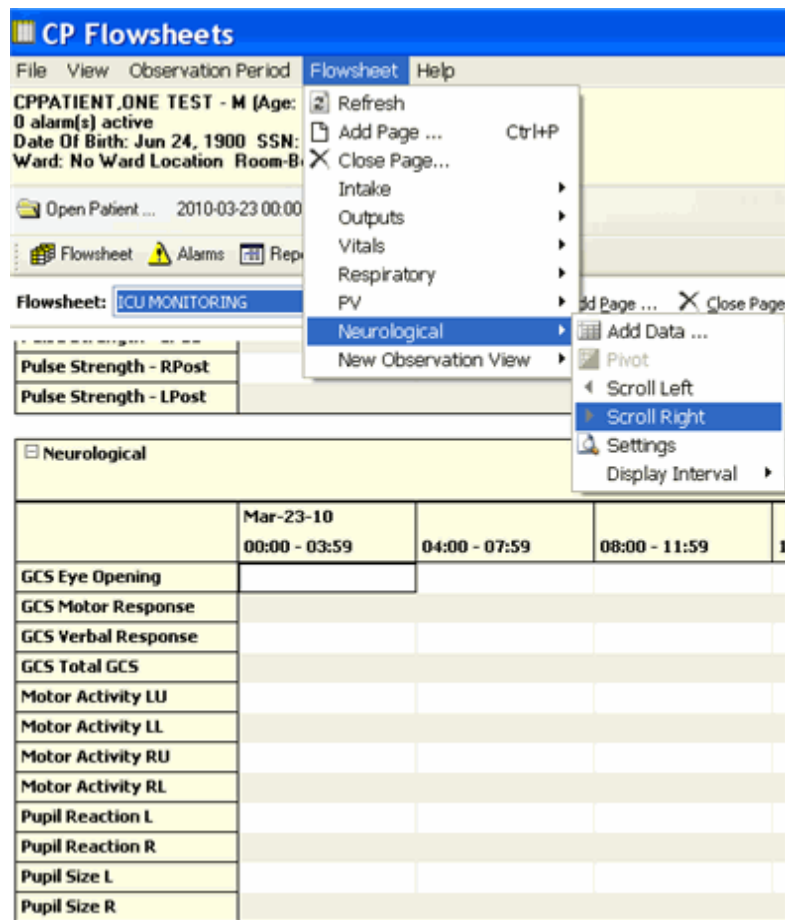 CP Flowsheets
File View Observation Period Flowsheet Help
CPPATIENT,ONE TEST - M (Age:
0 alarm(s) active
Date Of Birth: Jun 24, 1900 SSN:
Ward: No Ward Location Room-B
Refresh
Add Page ... Ctrl+P
Close Page...
Intake
Outputs
Vitals
Respiratory
PV
Neurological
New Observation View
Open Patient ... 2010-03-23 00:00
Flowsheet Alarms Rep
Flowsheet: ICU MONITORING
Page ... Close Page
Add Data ...
Pivot
Scroll Left
Scroll Right
Settings
Display Interval
Pulse Strength - RPost
Pulse Strength - LPost
Neurological
Mar-23-10
00:00 - 03:59 04:00 - 07:59 08:00 - 11:59 1
GCS Eye Opening
GCS Motor Response
GCS Verbal Response
GCS Total GCS
Motor Activity LU
Motor Activity LL
Motor Activity RU
Motor Activity RL
Pupil Reaction L
Pupil Reaction R
Pupil Size L
Pupil Size R